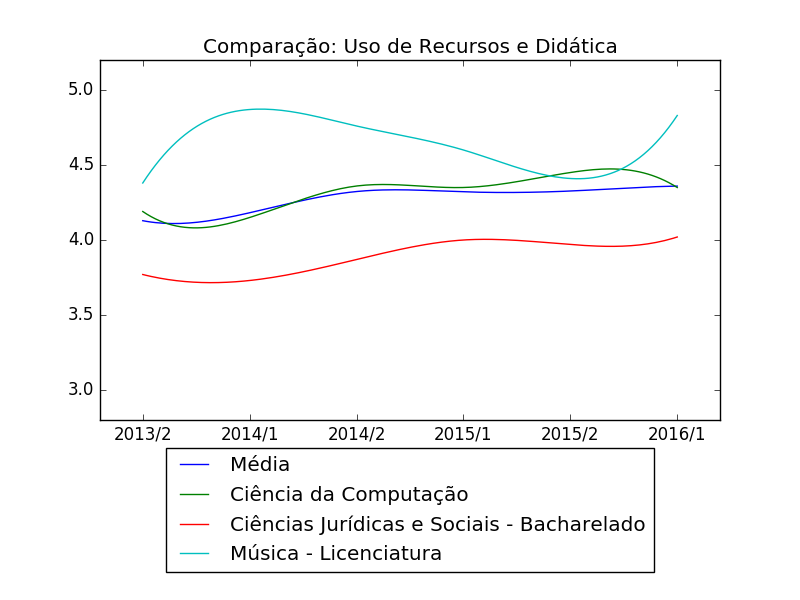 Comparação: Uso de Recursos e Didática
5.0
4.5
4.0
3.5
3.0
2013/2 2014/1 2014/2 2015/1 2015/2 2016/1
Média
Ciência da Computação
Ciências Jurídicas e Sociais - Bacharelado
Música - Licenciatura